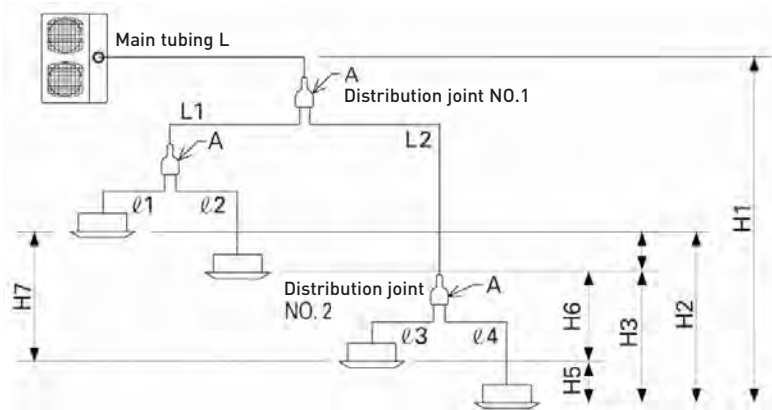 Main tubing L
A
Distribution joint NO.1
L1
L2
A
ℓ1
ℓ2
H1
Distribution joint
NO. 2
A
H7
H6
H3
H2
ℓ3
ℓ4
H5